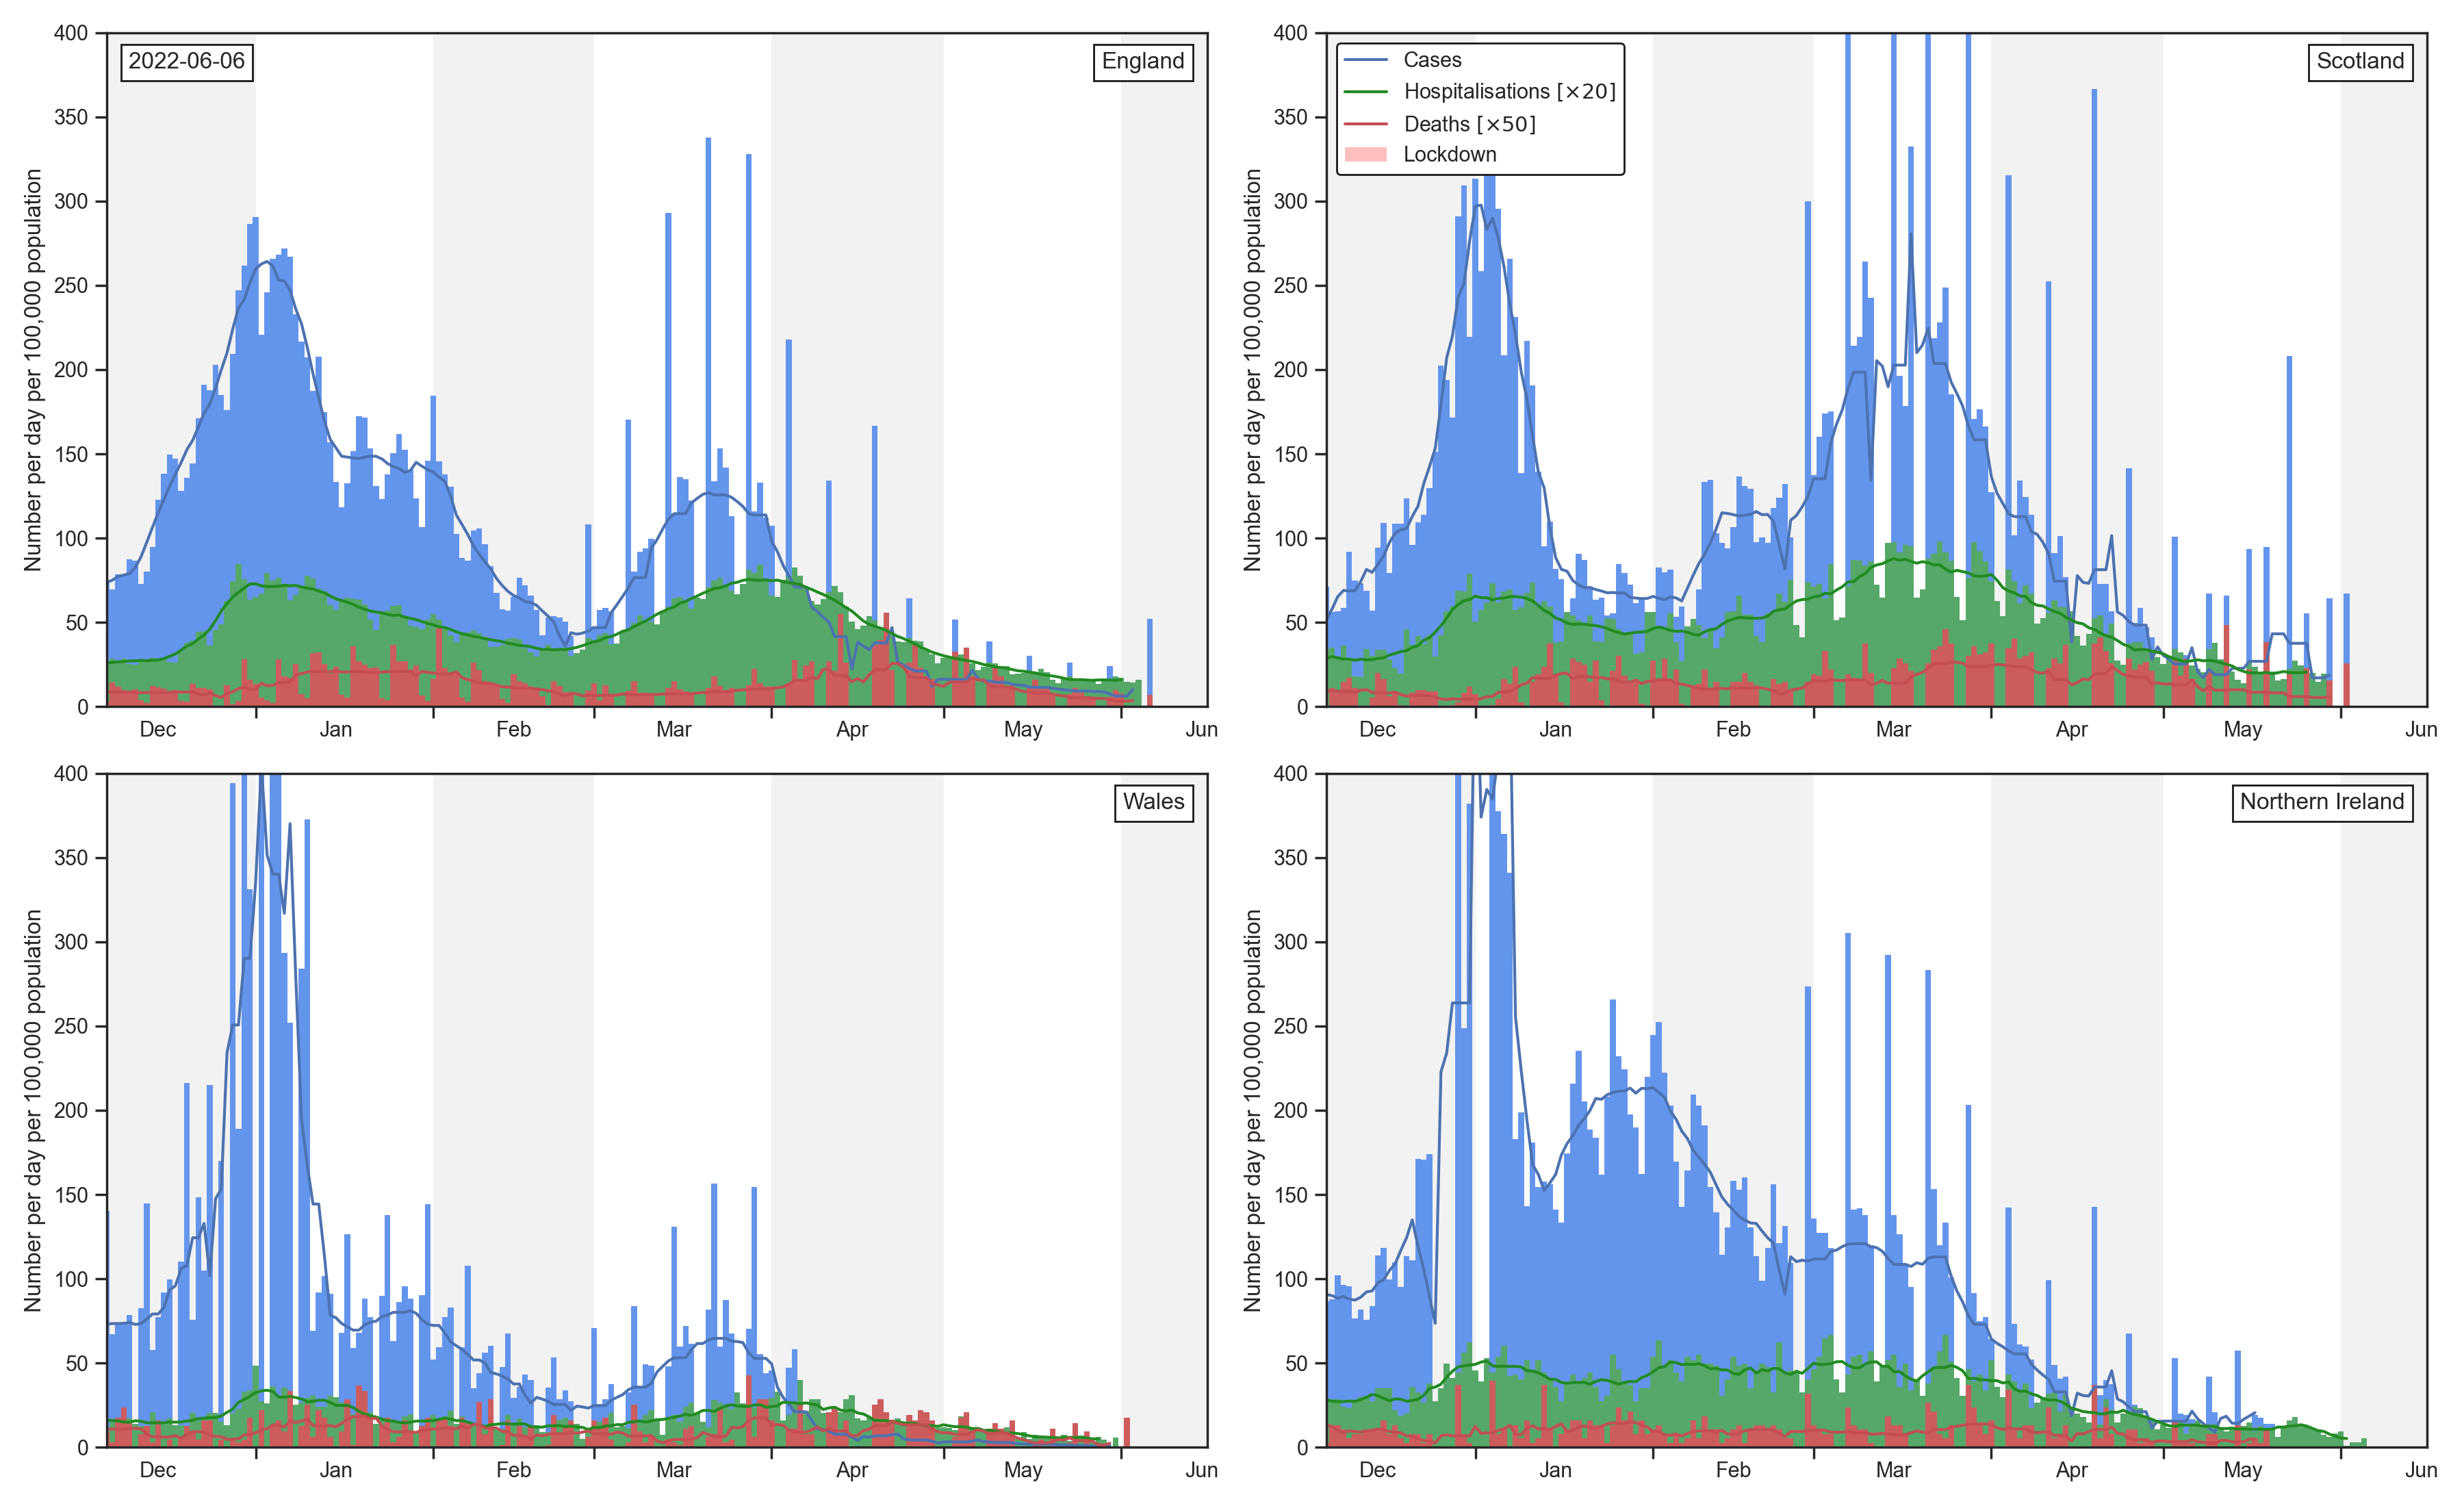 2022-06-06
England
Number per day per 100,000 population
400
350
300
250
200
150
100
50
0
Dec Jan Feb Mar Apr May Jun
Scotland
Cases
Hospitalisations [×20]
Deaths [×50]
Lockdown
Number per day per 100,000 population
400
350
300
250
200
150
100
50
0
Dec Jan Feb Mar Apr May Jun
Wales
Number per day per 100,000 population
400
350
300
250
200
150
100
50
0
Dec Jan Feb Mar Apr May Jun
Northern Ireland
Number per day per 100,000 population
400
350
300
250
200
150
100
50
0
Dec Jan Feb Mar Apr May Jun